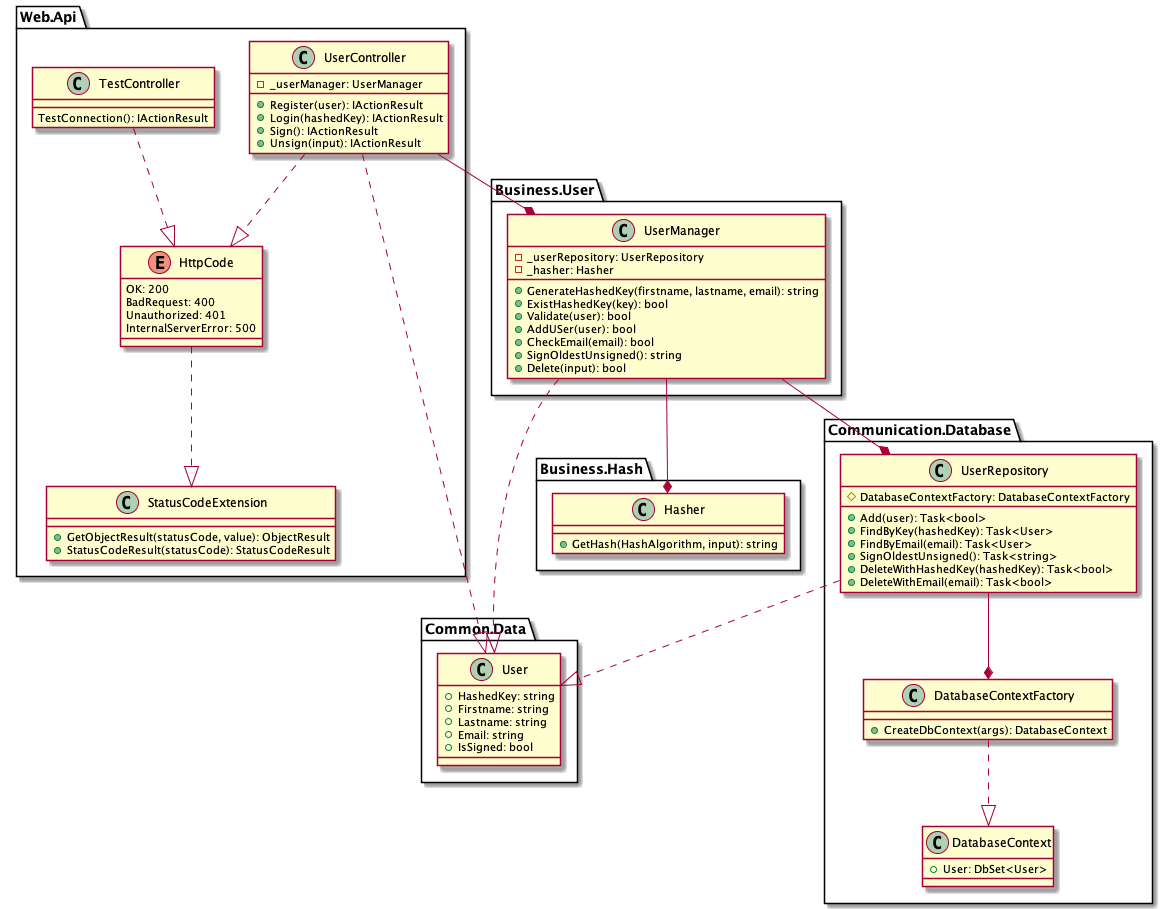 Web.Api
C TestController
TestConnection(): IActionResult
C UserController
_userManager: UserManager
Register(user): IActionResult
Login(hashedKey): IActionResult
Sign(): IActionResult
Unsign(input): IActionResult
E HttpCode
OK: 200
BadRequest: 400
Unauthorized: 401
InternalServerError: 500
C StatusCodeExtension
GetObjectResult(statusCode, value): ObjectResult
StatusCodeResult(statusCode): StatusCodeResult
Business.User
C UserManager
_userRepository: UserRepository
_hasher: Hasher
GenerateHashedKey(firstname, lastname, email): string
ExistHashedKey(key): bool
Validate(user): bool
AddUSer(user): bool
CheckEmail(email): bool
SignOldestUnsigned(): string
Delete(input): bool
Business.Hash
C Hasher
GetHash(HashAlgorithm, input): string
Communication.Database
C UserRepository
DatabaseContextFactory: DatabaseContextFactory
Add(user): Task<bool>
FindByKey(hashedKey): Task<User>
FindByEmail(email): Task<User>
SignOldestUnsigned(): Task<string>
DeleteWithHashedKey(hashedKey): Task<bool>
DeleteWithEmail(email): Task<bool>
C DatabaseContextFactory
CreateDbContext(args): DatabaseContext
C DatabaseContext
User: DbSet<User>
Common.Data
C User
HashedKey: string
Firstname: string
Lastname: string
Email: string
IsSigned: bool